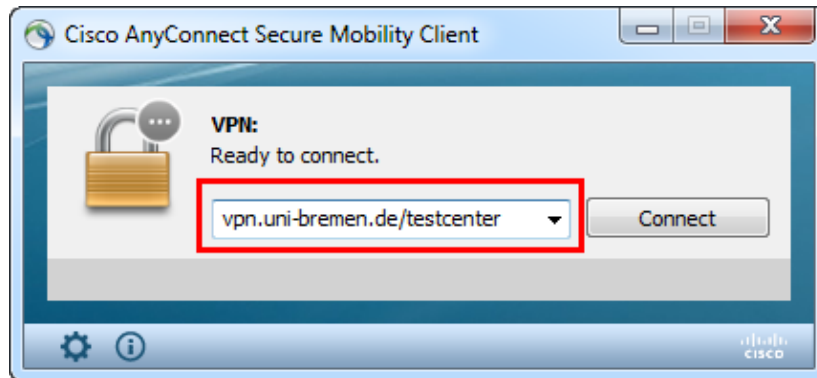 Cisco AnyConnect Secure Mobility Client
VPN:
Ready to connect.
vpn.uni-bremen.de/testcenter
Connect
CISCO